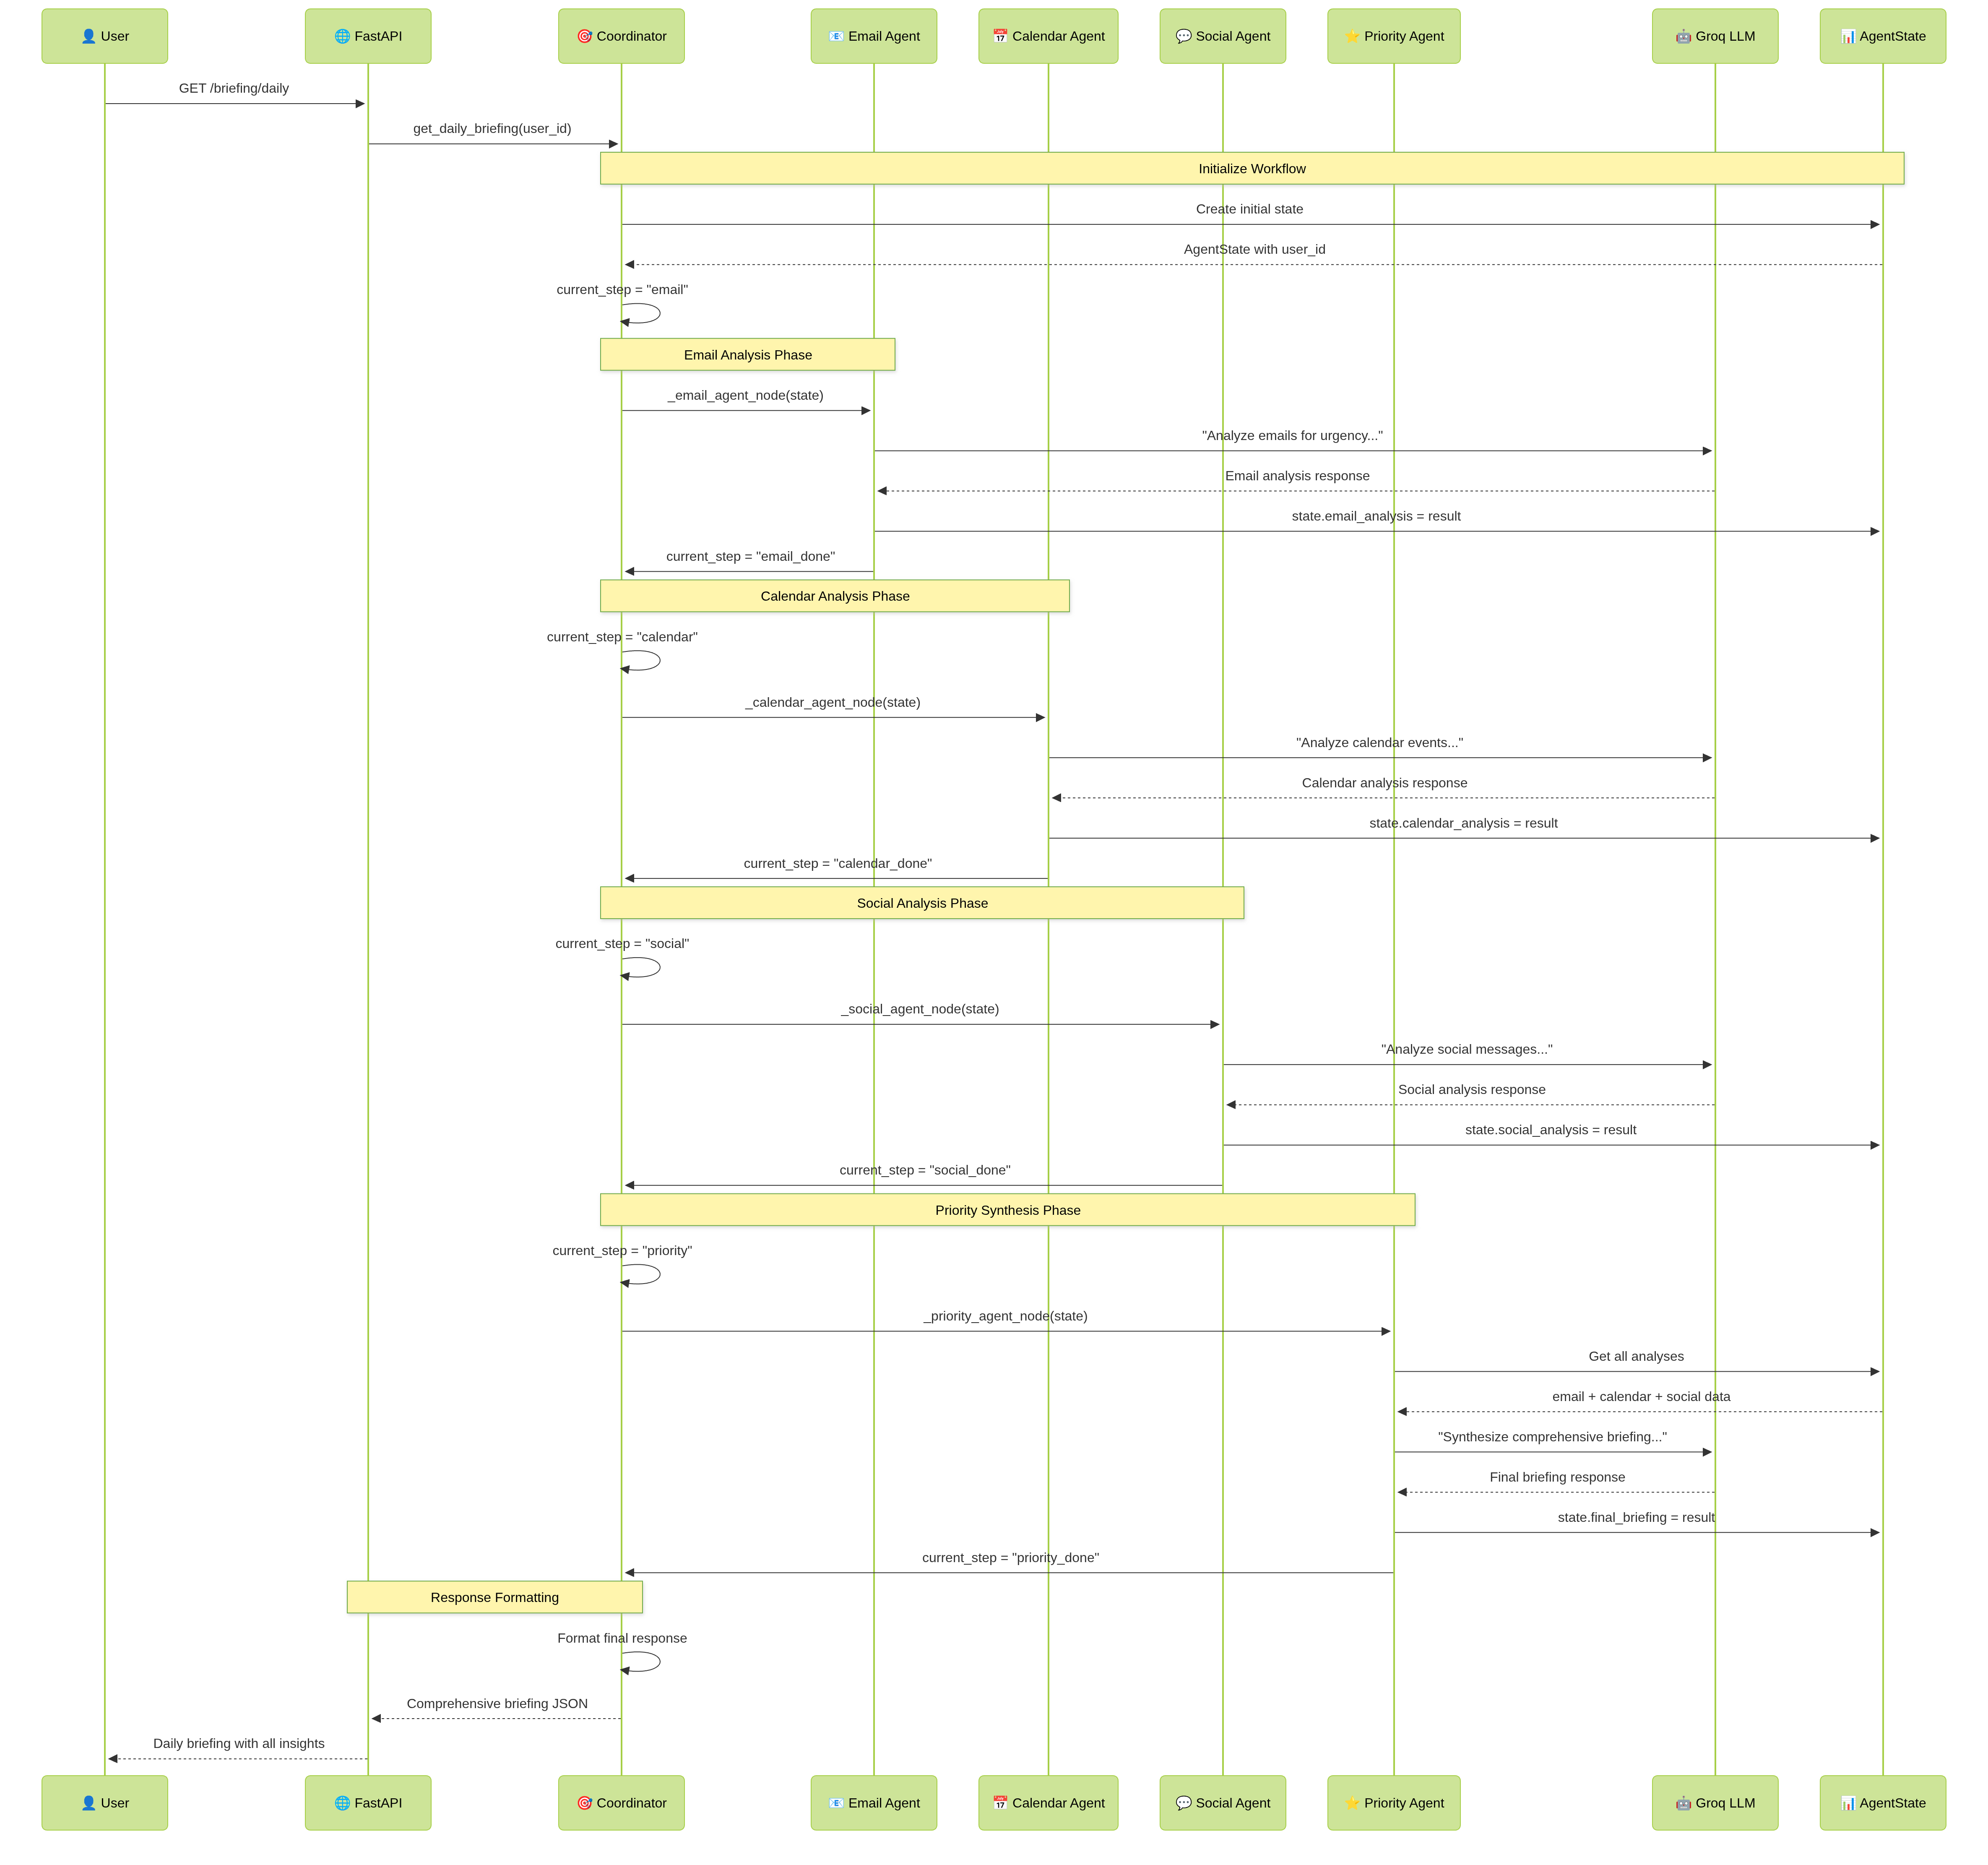 👤 User
🌐 FastAPI
🎯 Coordinator
📧 Email Agent
📅 Calendar Agent
💬 Social Agent
⭐ Priority Agent
🤖 Groq LLM
📊 AgentState
GET /briefing/daily
get_daily_briefing(user_id)
Initialize Workflow
Create initial state
AgentState with user_id
current_step = "email"
Email Analysis Phase
_email_agent_node(state)
"Analyze emails for urgency..."
Email analysis response
state.email_analysis = result
current_step = "email_done"
Calendar Analysis Phase
current_step = "calendar"
_calendar_agent_node(state)
"Analyze calendar events..."
Calendar analysis response
state.calendar_analysis = result
current_step = "calendar_done"
Social Analysis Phase
current_step = "social"
_social_agent_node(state)
"Analyze social messages..."
Social analysis response
state.social_analysis = result
current_step = "social_done"
Priority Synthesis Phase
current_step = "priority"
_priority_agent_node(state)
Get all analyses
email + calendar + social data
"Synthesize comprehensive briefing..."
Final briefing response
state.final_briefing = result
current_step = "priority_done"
Response Formatting
Format final response
Comprehensive briefing JSON
Daily briefing with all insights
👤 User
🌐 FastAPI
🎯 Coordinator
📧 Email Agent
📅 Calendar Agent
💬 Social Agent
⭐ Priority Agent
🤖 Groq LLM
📊 AgentState